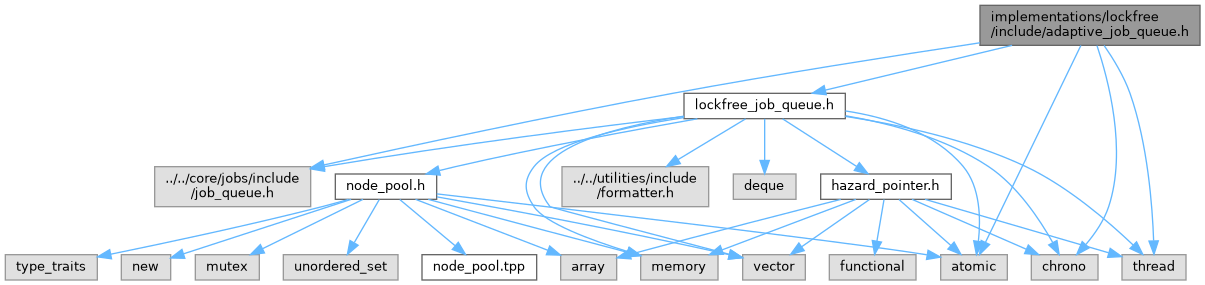 implementations/lockfree
/include/adaptive_job_queue.h
lockfree_job_queue.h
../../core/jobs/include
/job_queue.h
node_pool.h
../../utilities/include
/formatter.h
deque
hazard_pointer.h
type_traits
new
mutex
unordered_set
node_pool.tpp
array
memory
vector
functional
atomic
chrono
thread